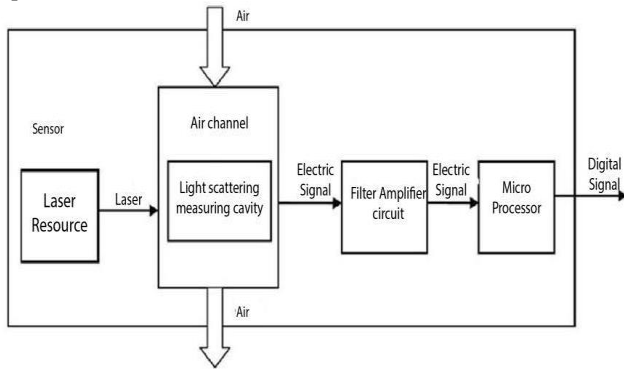 Air
Sensor
Air channel
Laser
Resource
Laser
Light scattering
measuring cavity
Electric
Signal
Filter Amplifier
circuit
Electric
Signal
Micro
Processor
Digital
Signal
Air